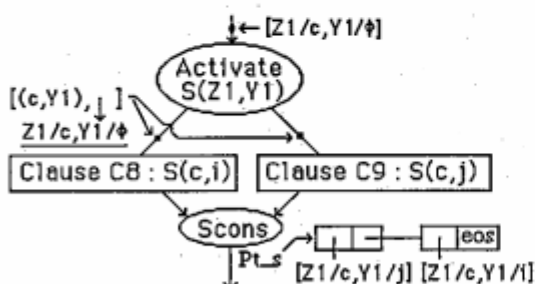 [Z1/c,Y1/ϕ]
Activate
S(Z1,Y1)
[(c,Y1), ]
Z1/c,Y1/ϕ
Clause C8 : S(c,i)
Clause C9 : S(c,j)
Scons
Pt_s
eos
[Z1/c,Y1/j] [Z1/c,Y1/i]